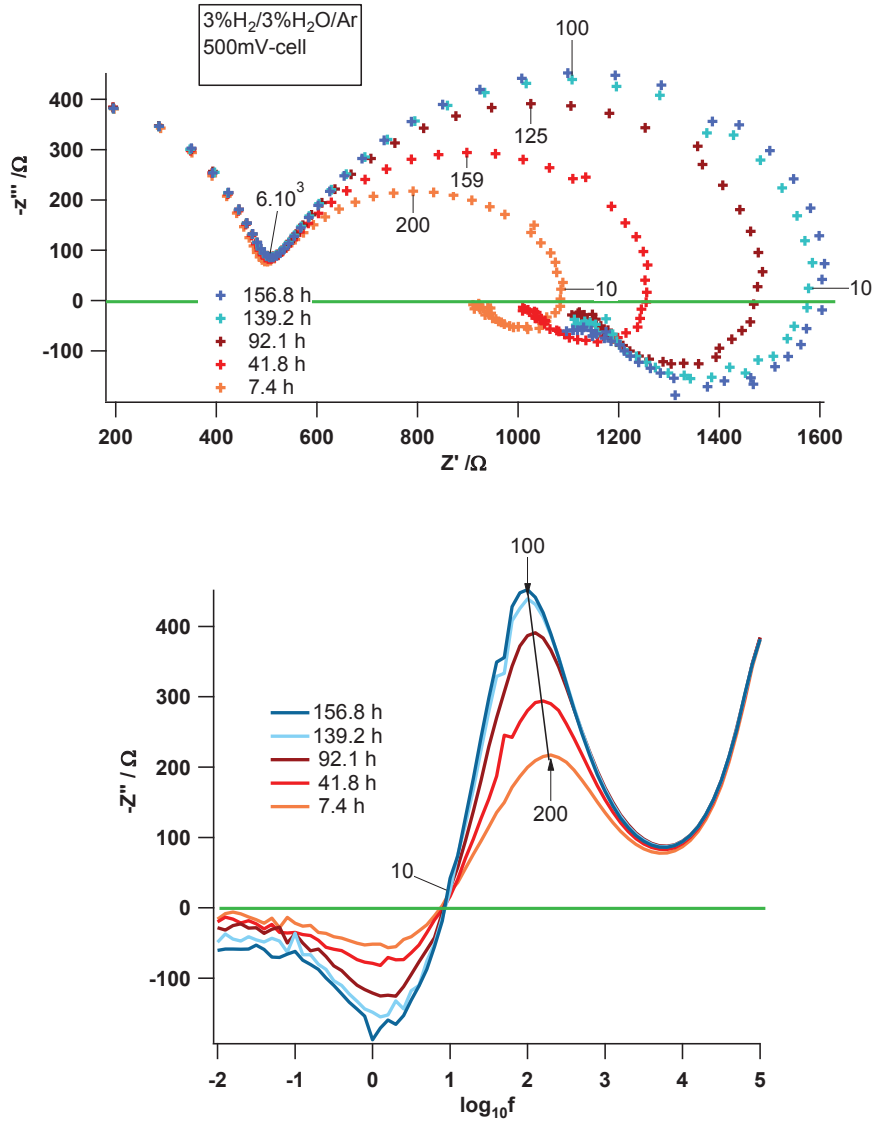 3%H₂/3%H₂O/Ar
500mV-cell
100
400
300
200
100
0
-100
-z''' /Ω
125
159
200
6.10³
10
10
156.8 h
139.2 h
92.1 h
41.8 h
7.4 h
200
400
600
800
1000
1200
1400
1600
Z' /Ω
100
400
300
200
100
0
-100
-Z'' / Ω
156.8 h
139.2 h
92.1 h
41.8 h
7.4 h
200
10
-2
-1
0
1
2
3
4
5
log₁₀f